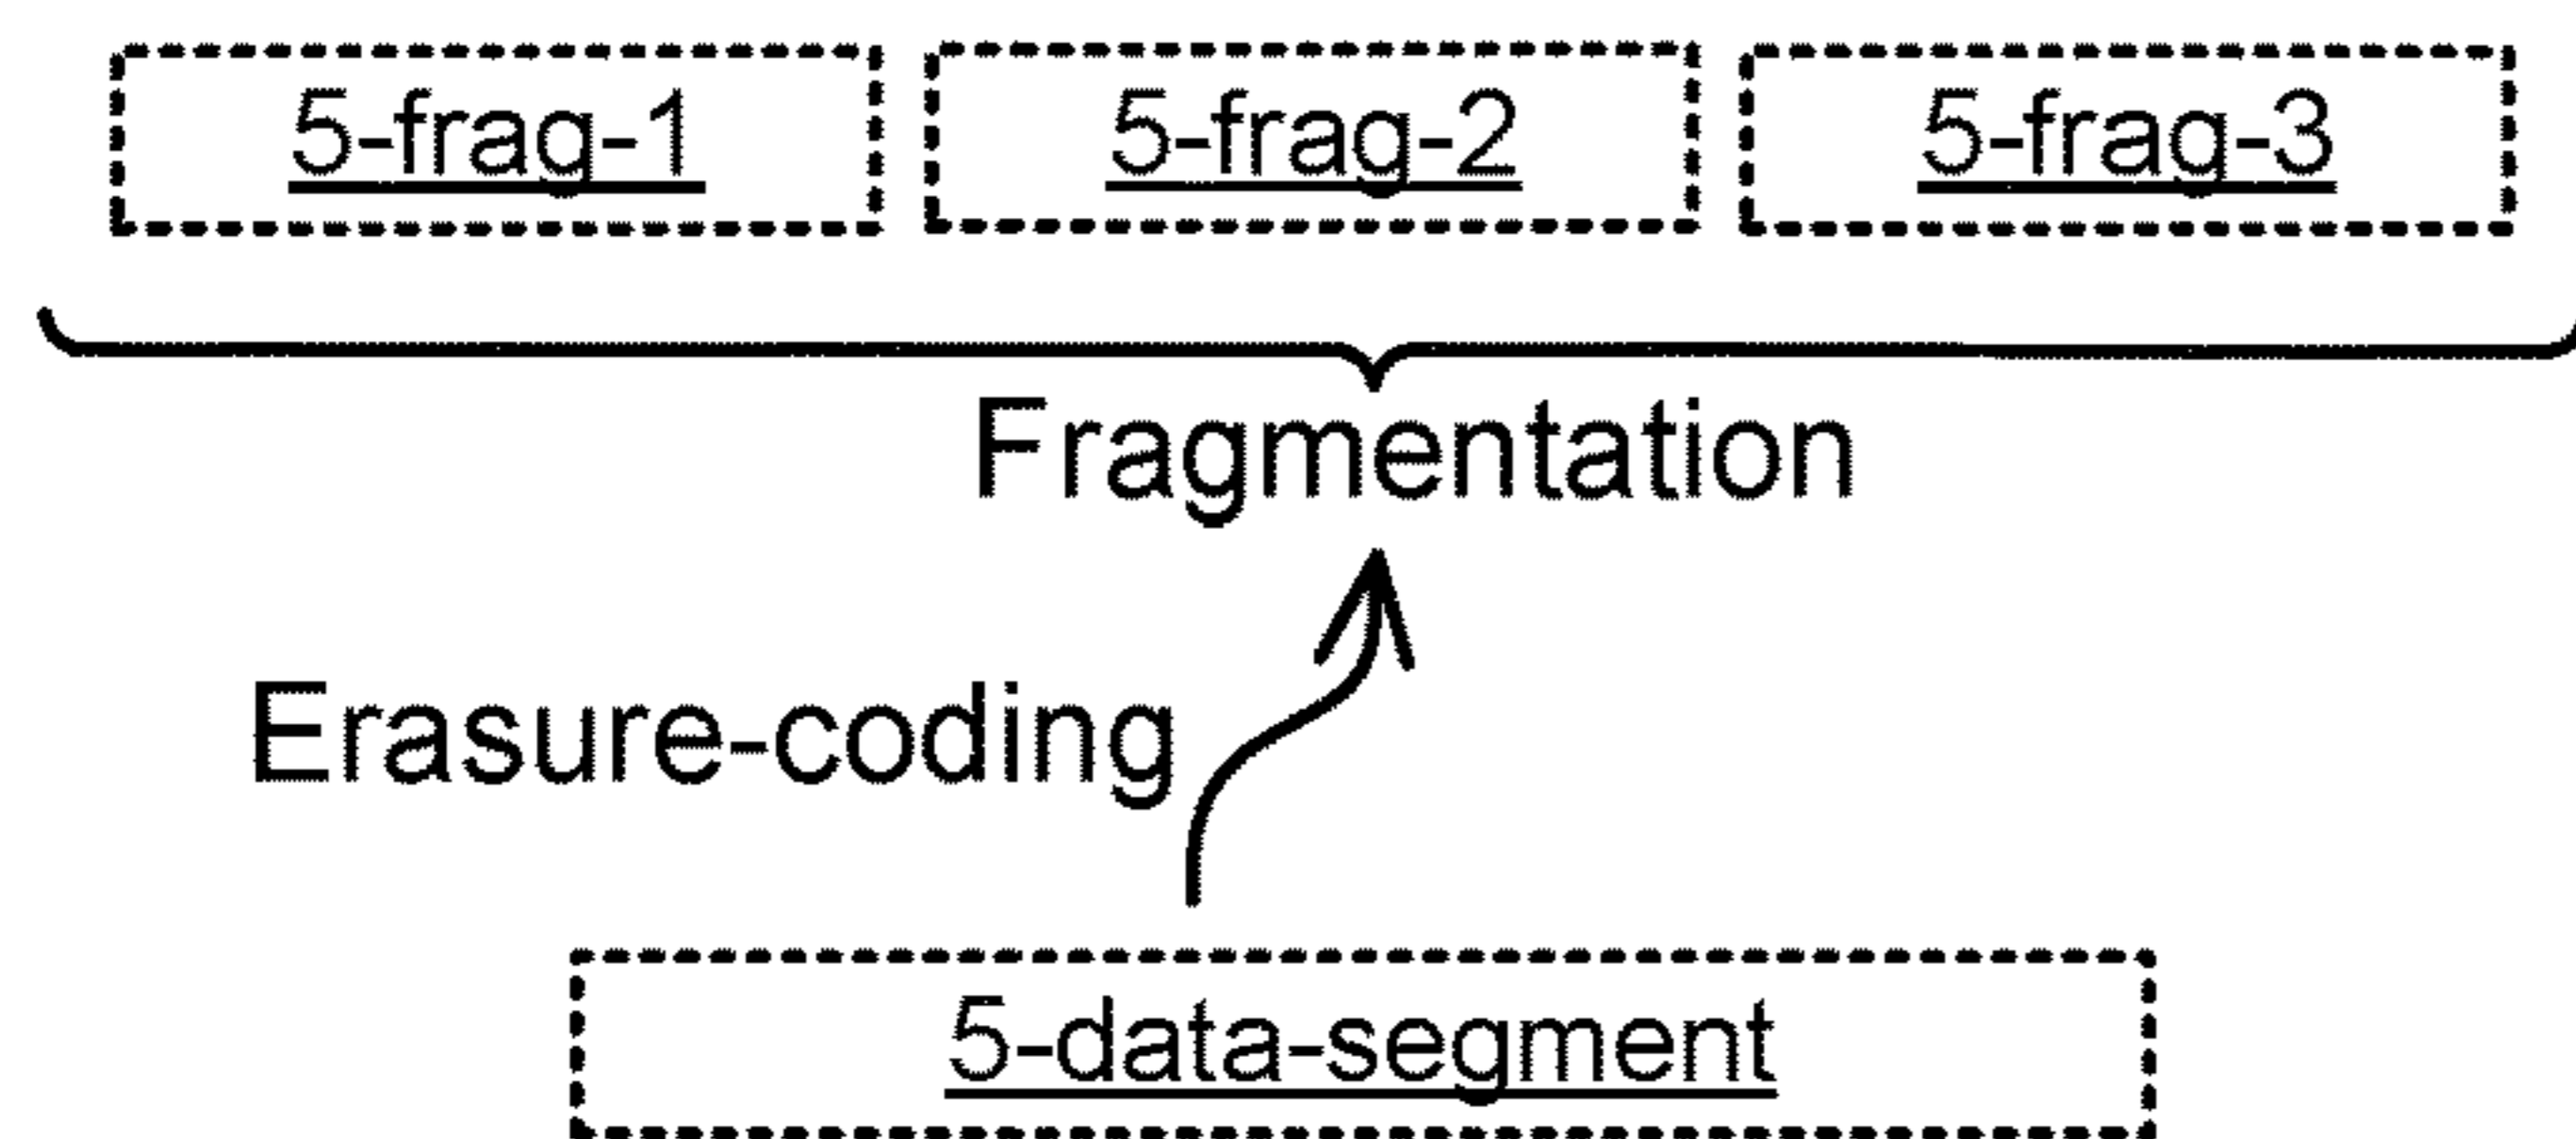 5-frag-1 5-frag-2 5-frag-3
Fragmentation
Erasure-coding
5-data-segment